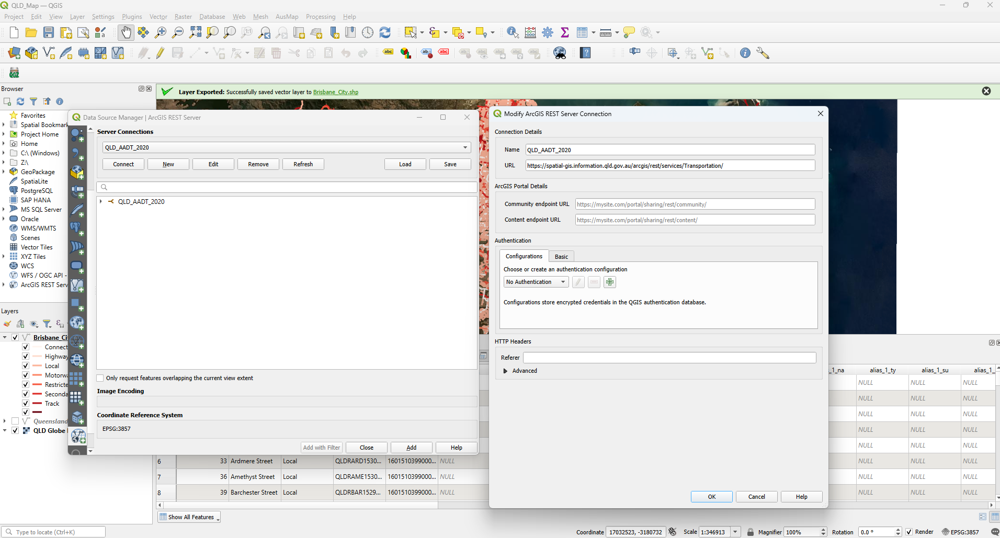 QLD_Map — QGIS
Project Edit View Layer Settings Plugins Vector Raster Database Web Mesh AusMap Processing Help
Browser
Layer Exported: Successfully saved vector layer to Brisbane_City.shp
Favorites
Spatial Bookmark
Project Home
Home
C:\ (Windows)
Z:\
GeoPackage
SpatiaLite
PostgreSQL
SAP HANA
MS SQL Server
Oracle
WMS/WMTS
Scenes
Vector Tiles
XYZ Tiles
WCS
WFS / OGC API -
ArcGIS REST Serv
Layers
Brisbane_Ci
Connect
Highway
Local
Motorwa
Restricte
Seconda
Track
Queensland
QLD Globe
Data Source Manager | ArcGIS REST Server
Server Connections
QLD_AADT_2020
Connect New Edit Remove Refresh Load Save
QLD_AADT_2020
Only request features overlapping the current view extent
Image Encoding
Coordinate Reference System
EPSG:3857
Add with Filter Close Add Help
Modify ArcGIS REST Server Connection
Connection Details
Name QLD_AADT_2020
URL https://spatial-gis.information.qld.gov.au/arcgis/rest/services/Transportation/
ArcGIS Portal Details
Community endpoint URL https://mysite.com/portal/sharing/rest/community/
Content endpoint URL https://mysite.com/portal/sharing/rest/content/
Authentication
Configurations Basic
Choose or create an authentication configuration
No Authentication
Configurations store encrypted credentials in the QGIS authentication database.
HTTP Headers
Referer
Advanced
OK Cancel Help
_1_na alias_1_ty alias_1_su alias_1_
NULL NULL NULL
NULL NULL NULL
NULL NULL NULL
NULL NULL NULL
NULL NULL NULL
6 33 Ardmere Street Local QLDRARD1530... 1601510399000... NULL NULL NULL NULL
7 36 Amethyst Street Local QLDRAME1530... 1601510399000... NULL NULL NULL NULL
8 39 Barchester Street Local QLDRBAR1529... 1601510399000... NULL NULL NULL NULL
Show All Features
Type to locate (Ctrl+K) Coordinate 17032523, -3180732 Scale 1:346913 Magnifier 100% Rotation 0.0 ° Render EPSG:3857